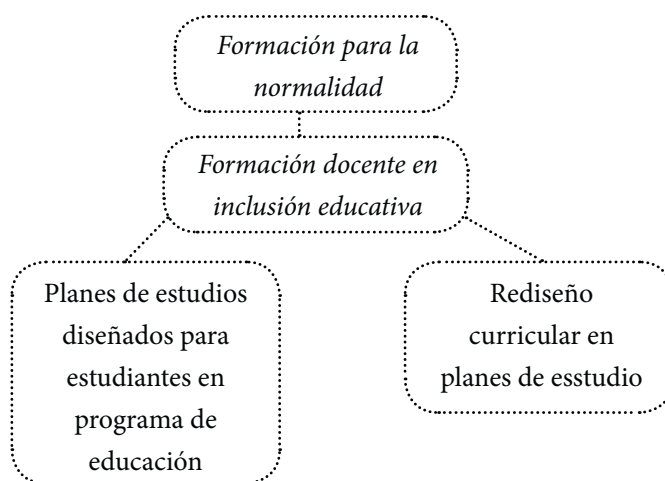 Formación para la
normalidad
Formación docente en
inclusión educativa
Planes de estudios
diseñados para
estudiantes en
programa de
educación
Rediseño
curricular en
planes de esstudio